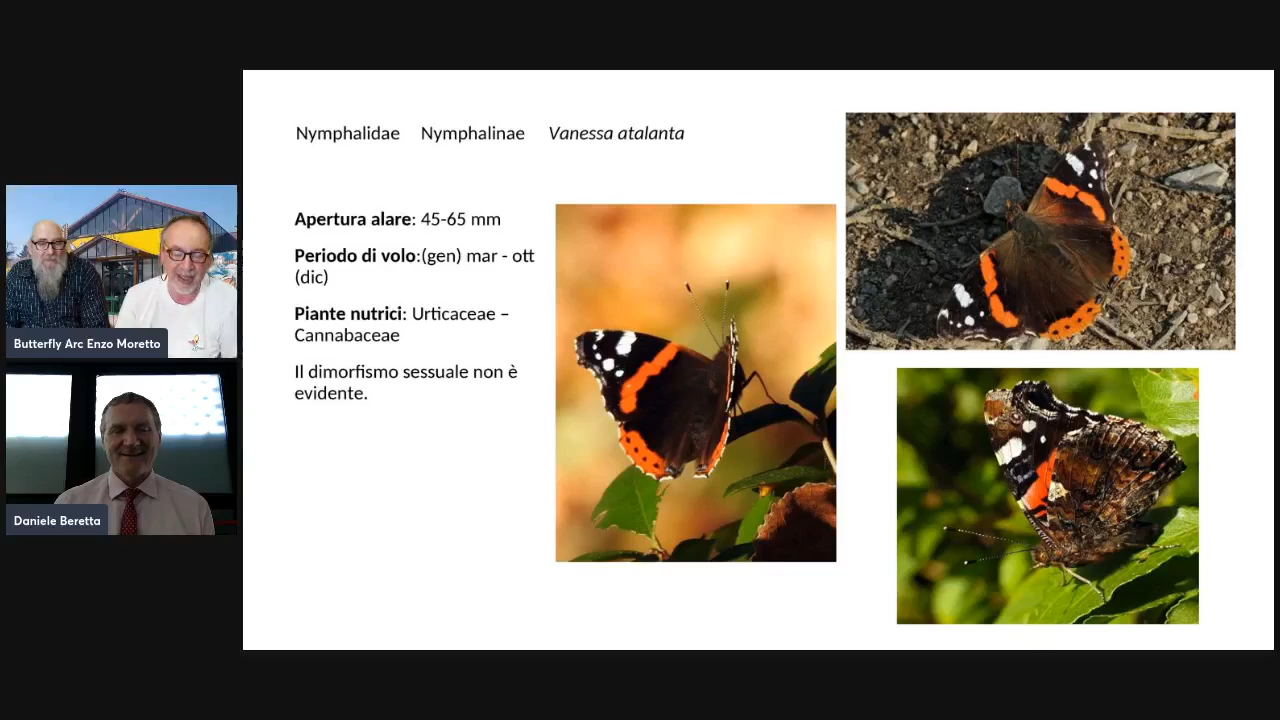 Nymphalidae Nymphalinae Vanessa atalanta
Apertura alare: 45-65 mm
Periodo di volo:(gen) mar - ott
(dic)
Piante nutrici: Urticaceae –
Cannabaceae
Il dimorfismo sessuale non è
evidente.
Butterfly Arc Enzo Moretto
Daniele Beretta